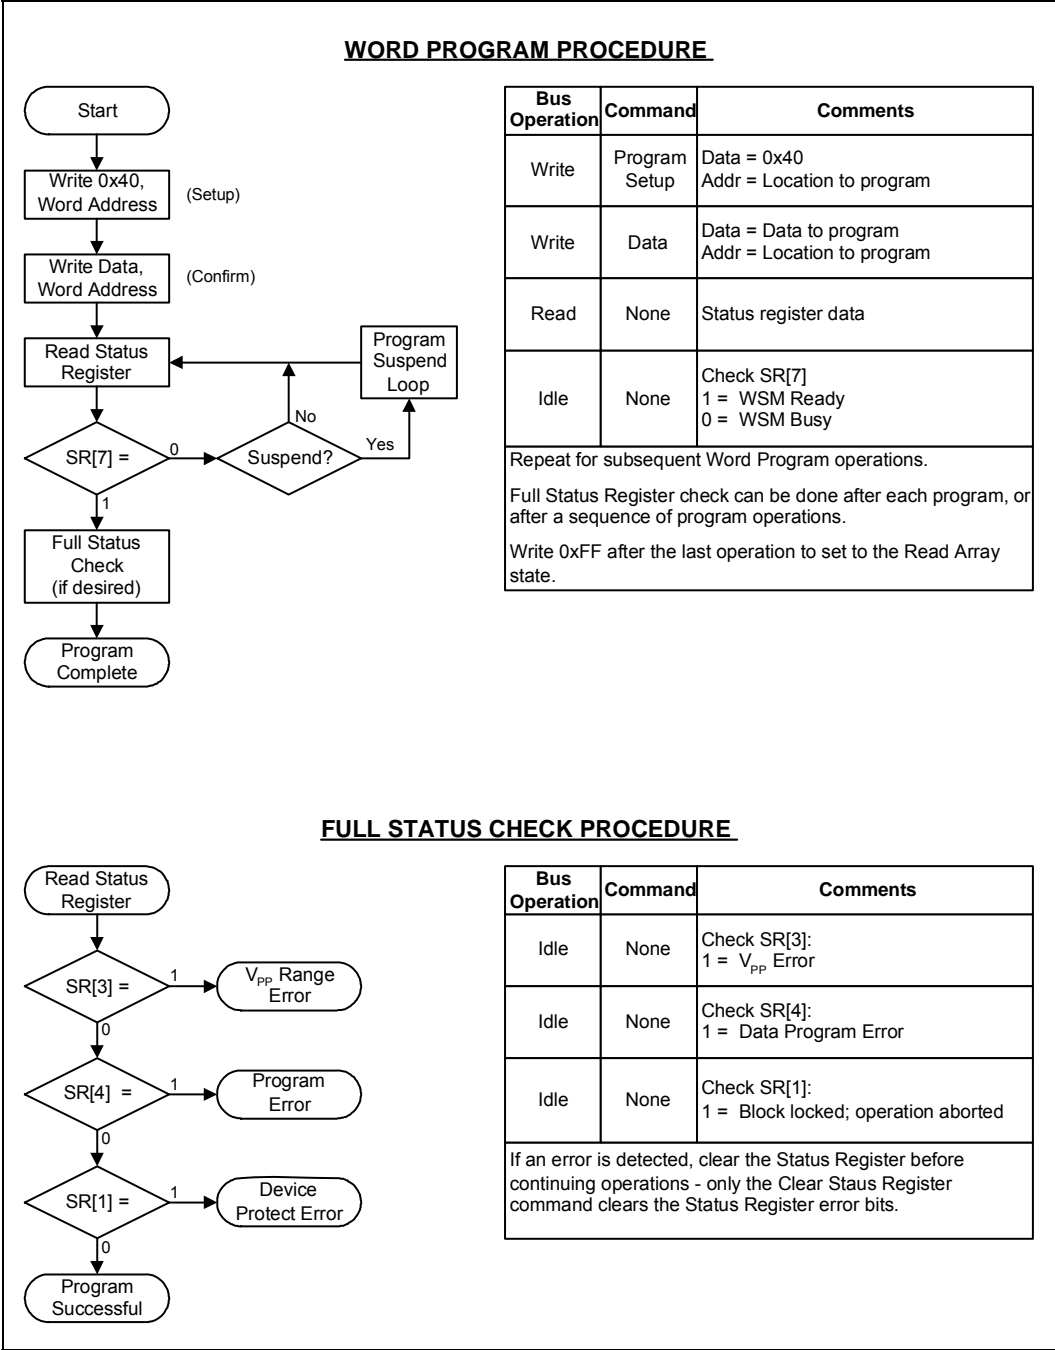 WORD PROGRAM PROCEDURE
Start
Write 0x40,
Word Address
(Setup)
Write Data,
Word Address
(Confirm)
Read Status
Register
Program
Suspend
Loop
No
SR[7] =
0
Suspend?
Yes
1
Full Status
Check
(if desired)
Program
Complete
Bus
Operation
Command
Comments
Write
Program
Setup
Data = 0x40
Addr = Location to program
Write
Data
Data = Data to program
Addr = Location to program
Read
None
Status register data
Idle
None
Check SR[7]
1 = WSM Ready
0 = WSM Busy
Repeat for subsequent Word Program operations.
Full Status Register check can be done after each program, or
after a sequence of program operations.
Write 0xFF after the last operation to set to the Read Array
state.
FULL STATUS CHECK PROCEDURE
Read Status
Register
SR[3] =
1
VPP Range
Error
0
SR[4] =
1
Program
Error
0
SR[1] =
1
Device
Protect Error
0
Program
Successful
Bus
Operation
Command
Comments
Idle
None
Check SR[3]:
1 = VPP Error
Idle
None
Check SR[4]:
1 = Data Program Error
Idle
None
Check SR[1]:
1 = Block locked; operation aborted
If an error is detected, clear the Status Register before
continuing operations - only the Clear Staus Register
command clears the Status Register error bits.